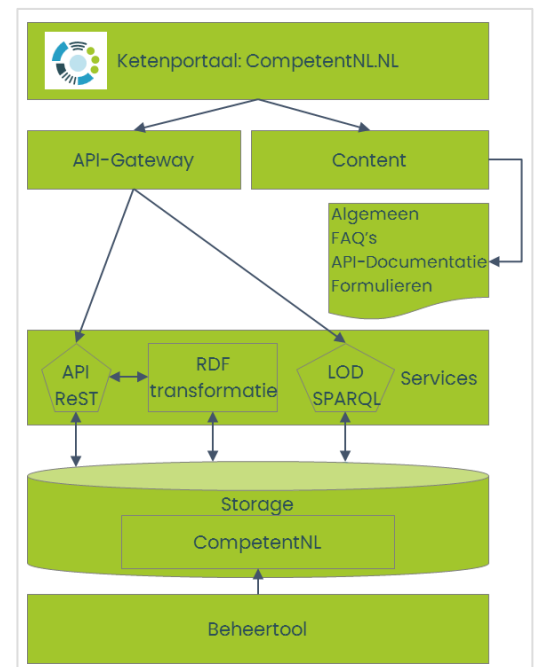 Ketenportaal: CompetentNL.NL
API-Gateway
Content
Algemeen
FAQ's
API-Documentatie
Formulieren
API
ReST
RDF
transformatie
LOD
SPARQL
Services
Storage
CompetentNL
Beheertool